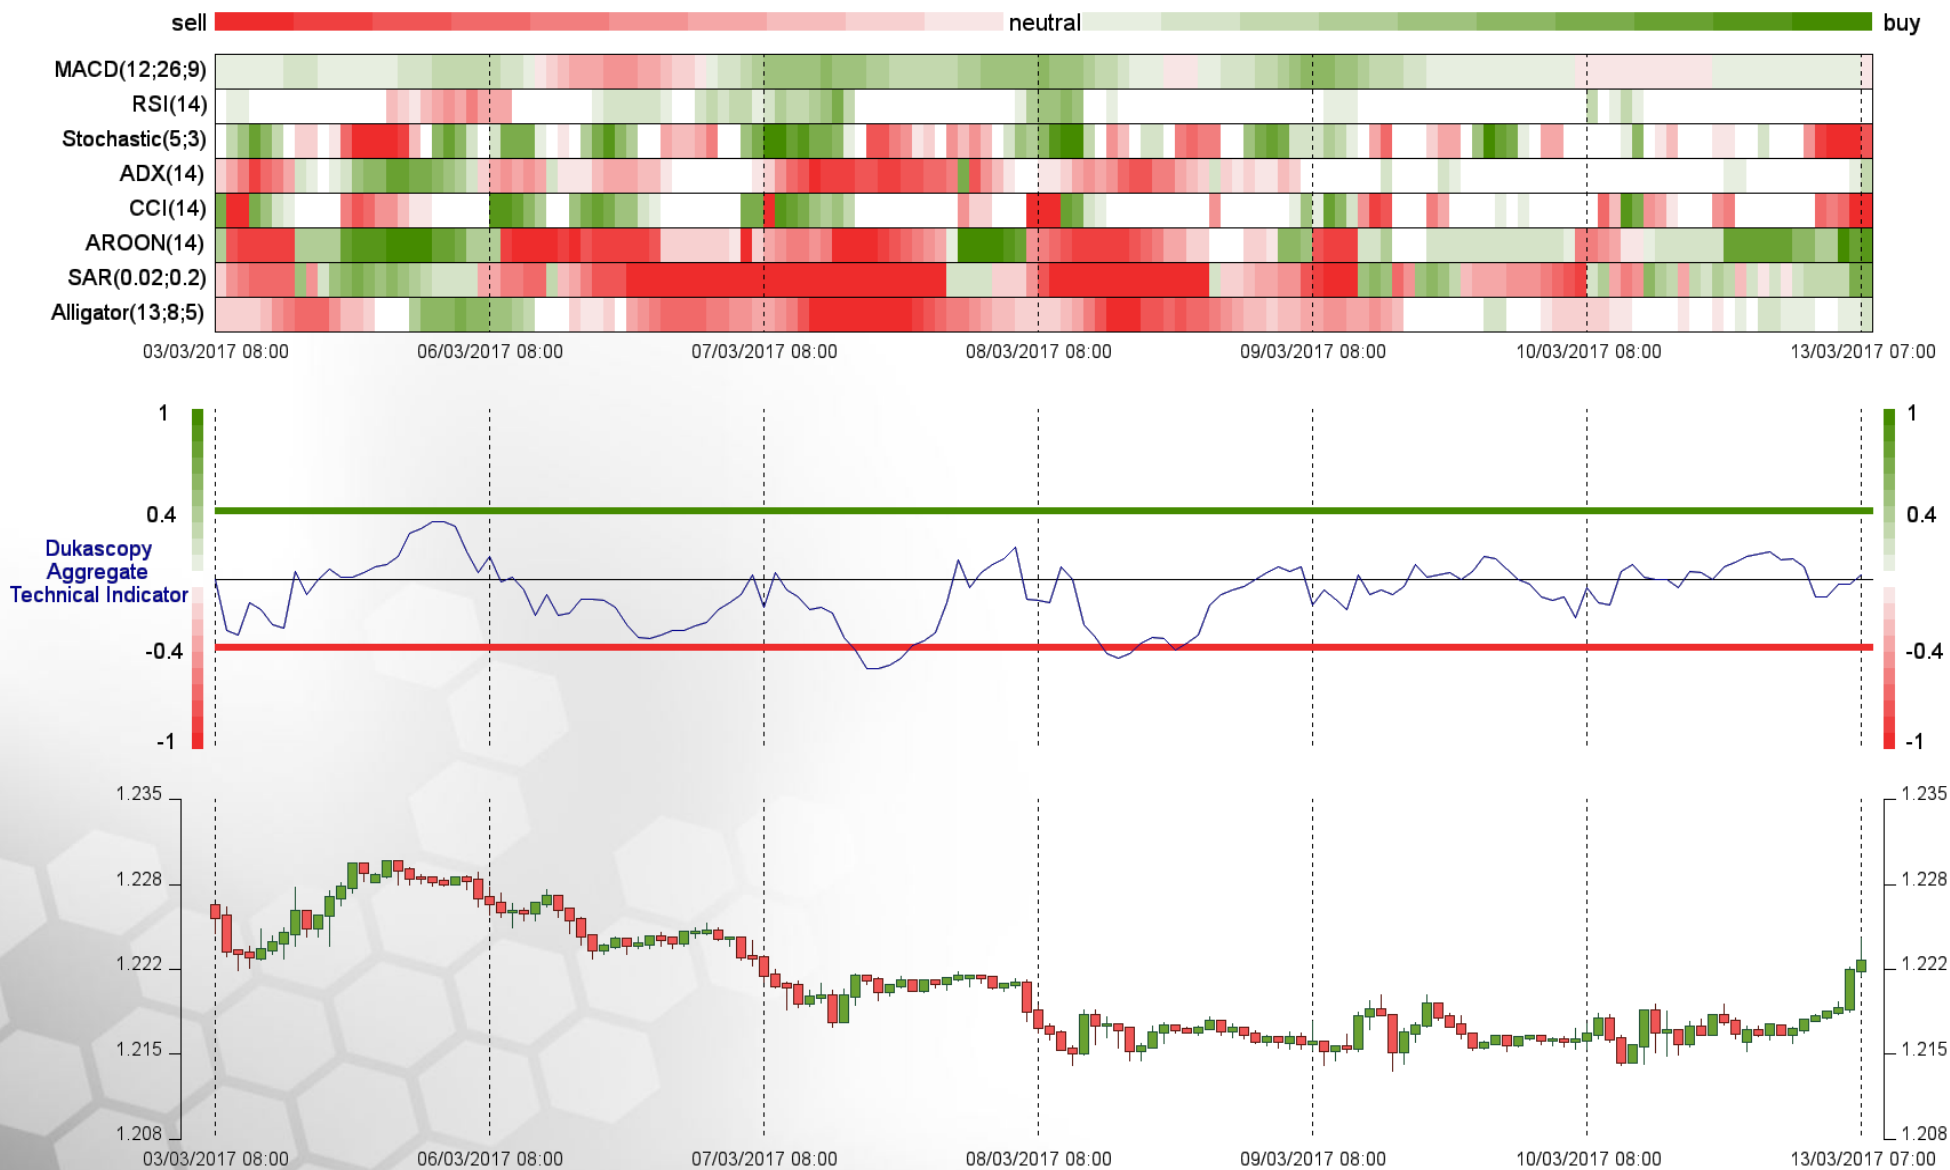 sell neutral buy
MACD(12;26;9)
RSI(14)
Stochastic(5;3)
ADX(14)
CCI(14)
AROON(14)
SAR(0.02;0.2)
Alligator(13;8;5)
03/03/2017 08:00 06/03/2017 08:00 07/03/2017 08:00 08/03/2017 08:00 09/03/2017 08:00 10/03/2017 08:00 13/03/2017 07:00
1 1
0.4 0.4
Dukascopy
Aggregate
Technical Indicator
-0.4 -0.4
-1 -1
1.235 1.235
1.228 1.228
1.222 1.222
1.215 1.215
1.208 1.208
03/03/2017 08:00 06/03/2017 08:00 07/03/2017 08:00 08/03/2017 08:00 09/03/2017 08:00 10/03/2017 08:00 13/03/2017 07:00